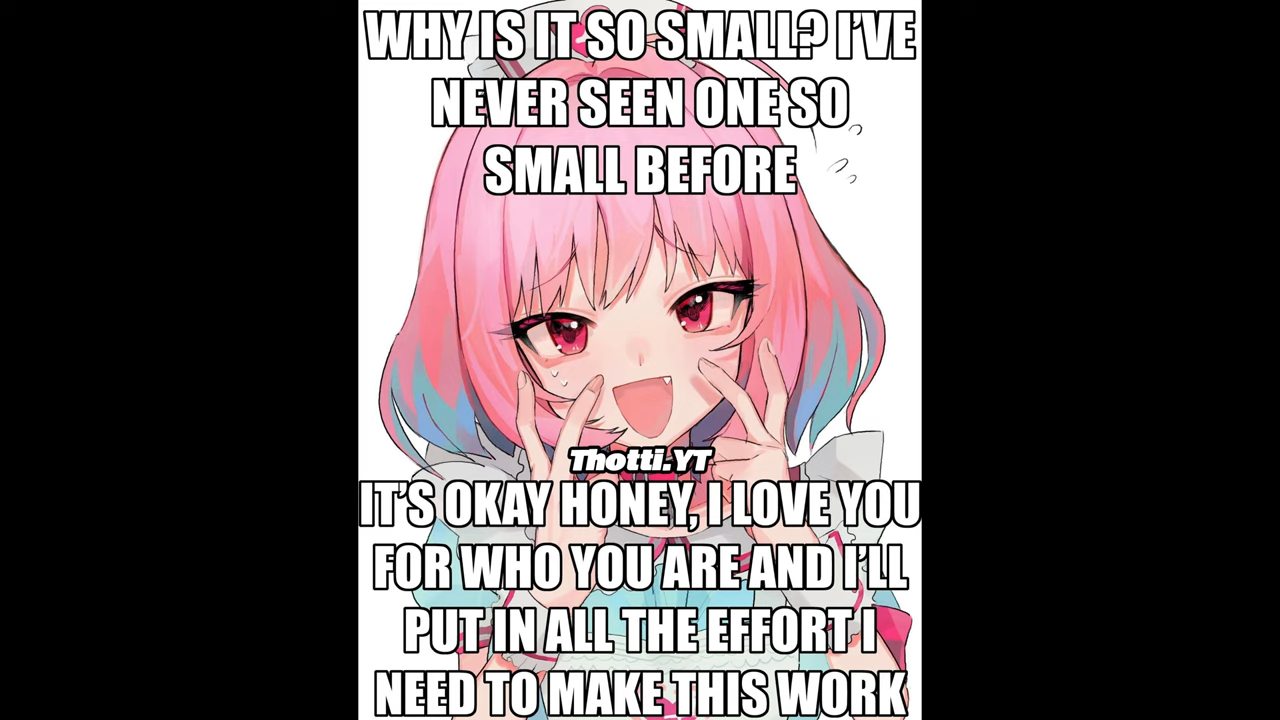 WHY IS IT SO SMALL? I'VE
NEVER SEEN ONE SO
SMALL BEFORE
Thotti.YT
IT'S OKAY HONEY, I LOVE YOU
FOR WHO YOU ARE AND I'LL
PUT IN ALL THE EFFORT I
NEED TO MAKE THIS WORK